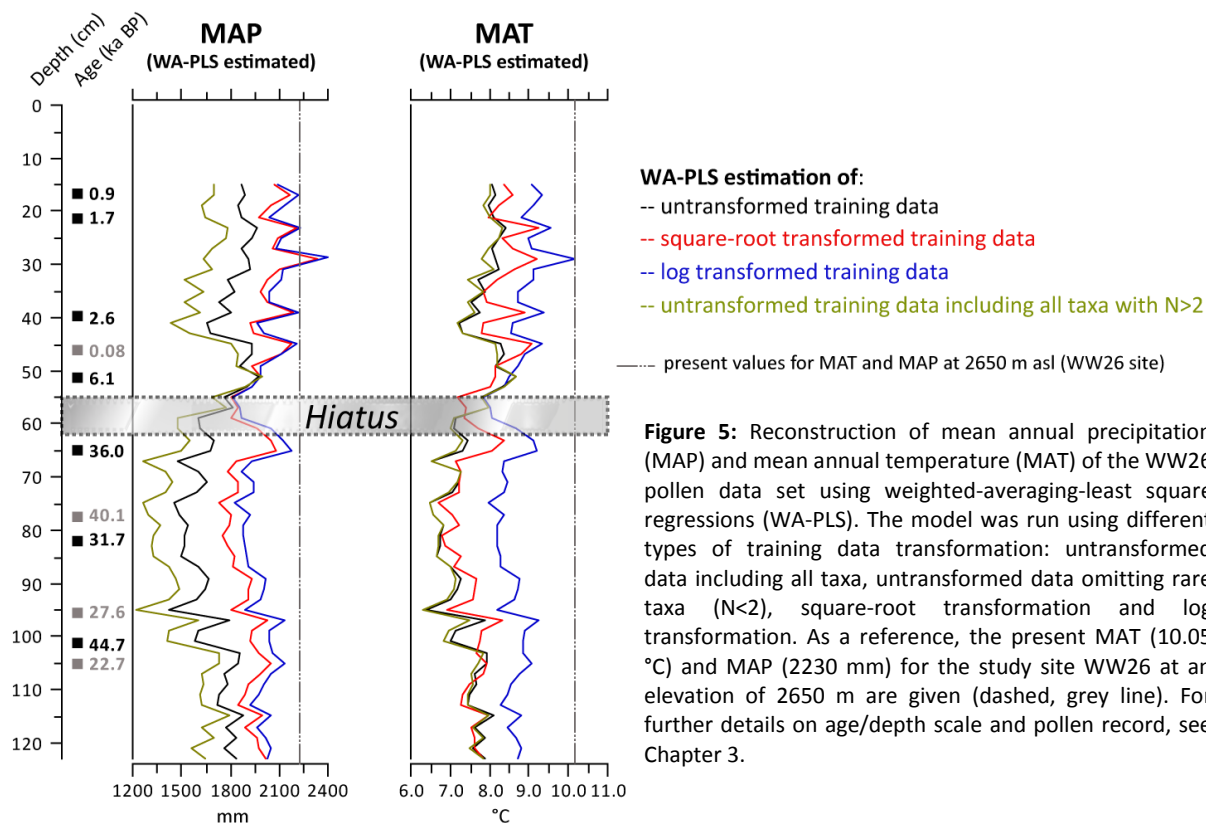 Depth (cm)
Age (ka BP)
MAP
(WA-PLS estimated)
MAT
(WA-PLS estimated)
0
10
20
30
40
50
60
70
80
90
100
110
120
0.9
1.7
2.6
0.08
6.1
36.0
40.1
31.7
27.6
44.7
22.7
Hiatus
1200 1500 1800 2100 2400
mm
6.0 7.0 8.0 9.0 10.0 11.0
°C
WA-PLS estimation of:
-- untransformed training data
-- square-root transformed training data
-- log transformed training data
-- untransformed training data including all taxa with N>2
present values for MAT and MAP at 2650 m asl (WW26 site)
Figure 5: Reconstruction of mean annual precipitation
(MAP) and mean annual temperature (MAT) of the WW26
pollen data set using weighted-averaging-least square
regressions (WA-PLS). The model was run using different
types of training data transformation: untransformed
data including all taxa, untransformed data omitting rare
taxa (N<2), square-root transformation and log
transformation. As a reference, the present MAT (10.05
°C) and MAP (2230 mm) for the study site WW26 at an
elevation of 2650 m are given (dashed, grey line). For
further details on age/depth scale and pollen record, see
Chapter 3.